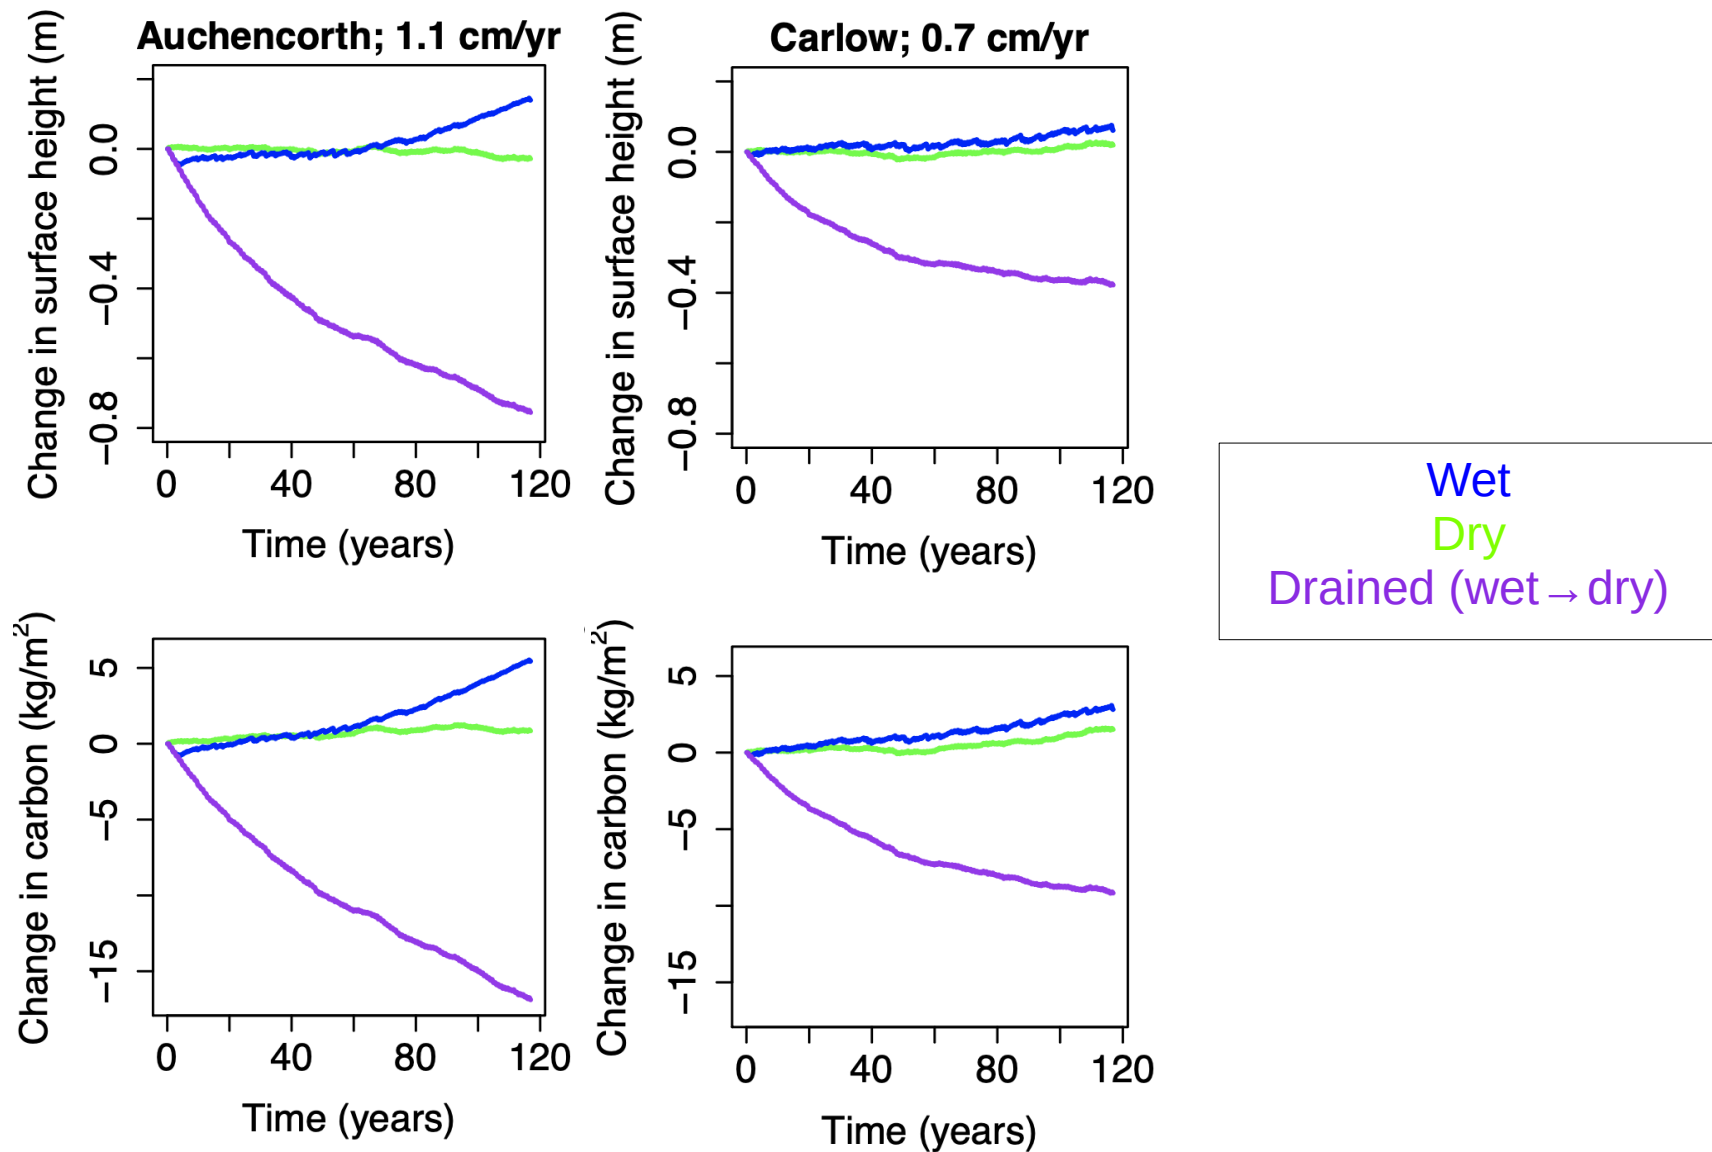 Auchencorth; 1.1 cm/yr
Change in surface height (m)
0.0
−0.4
−0.8
0 40 80 120
Time (years)
Carlow; 0.7 cm/yr
Change in surface height (m)
0.0
−0.4
−0.8
0 40 80 120
Time (years)
Wet
Dry
Drained (wet→dry)
Change in carbon (kg/m²)
5
0
−5
−15
0 40 80 120
Time (years)
Change in carbon (kg/m²)
5
0
−5
−15
0 40 80 120
Time (years)